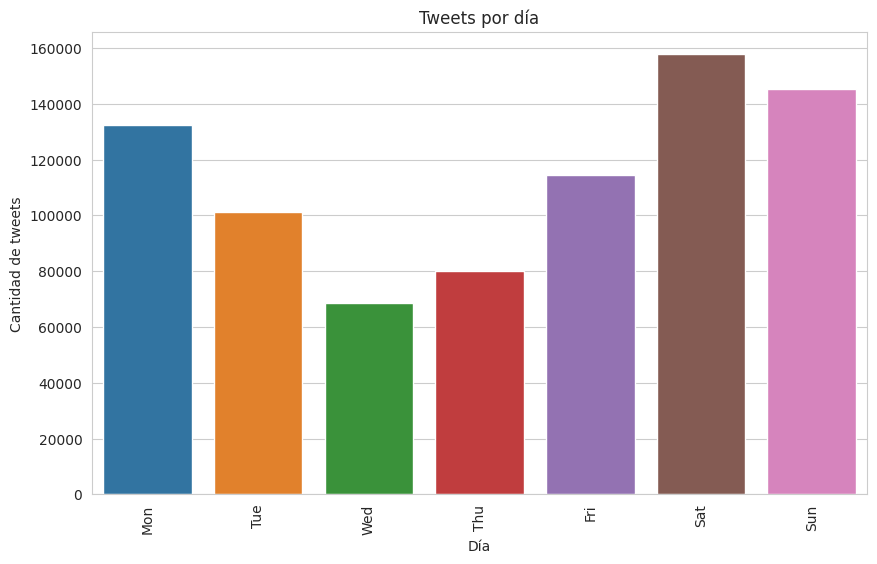 Tweets por día
Cantidad de tweets
160000
140000
120000
100000
80000
60000
40000
20000
0
Mon
Tue
Wed
Thu
Fri
Sat
Sun
Día